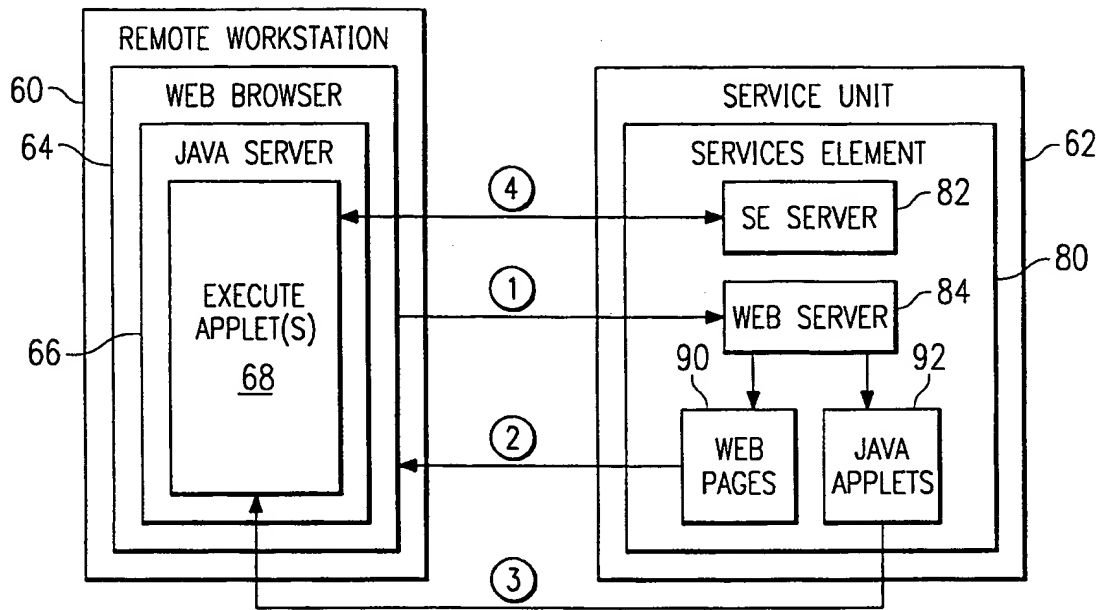 REMOTE WORKSTATION
60
WEB BROWSER
64
JAVA SERVER
66
EXECUTE
APPLET(S)
68
4
1
2
3
SERVICE UNIT
62
SERVICES ELEMENT
80
SE SERVER
82
WEB SERVER
84
90
WEB
PAGES
92
JAVA
APPLETS